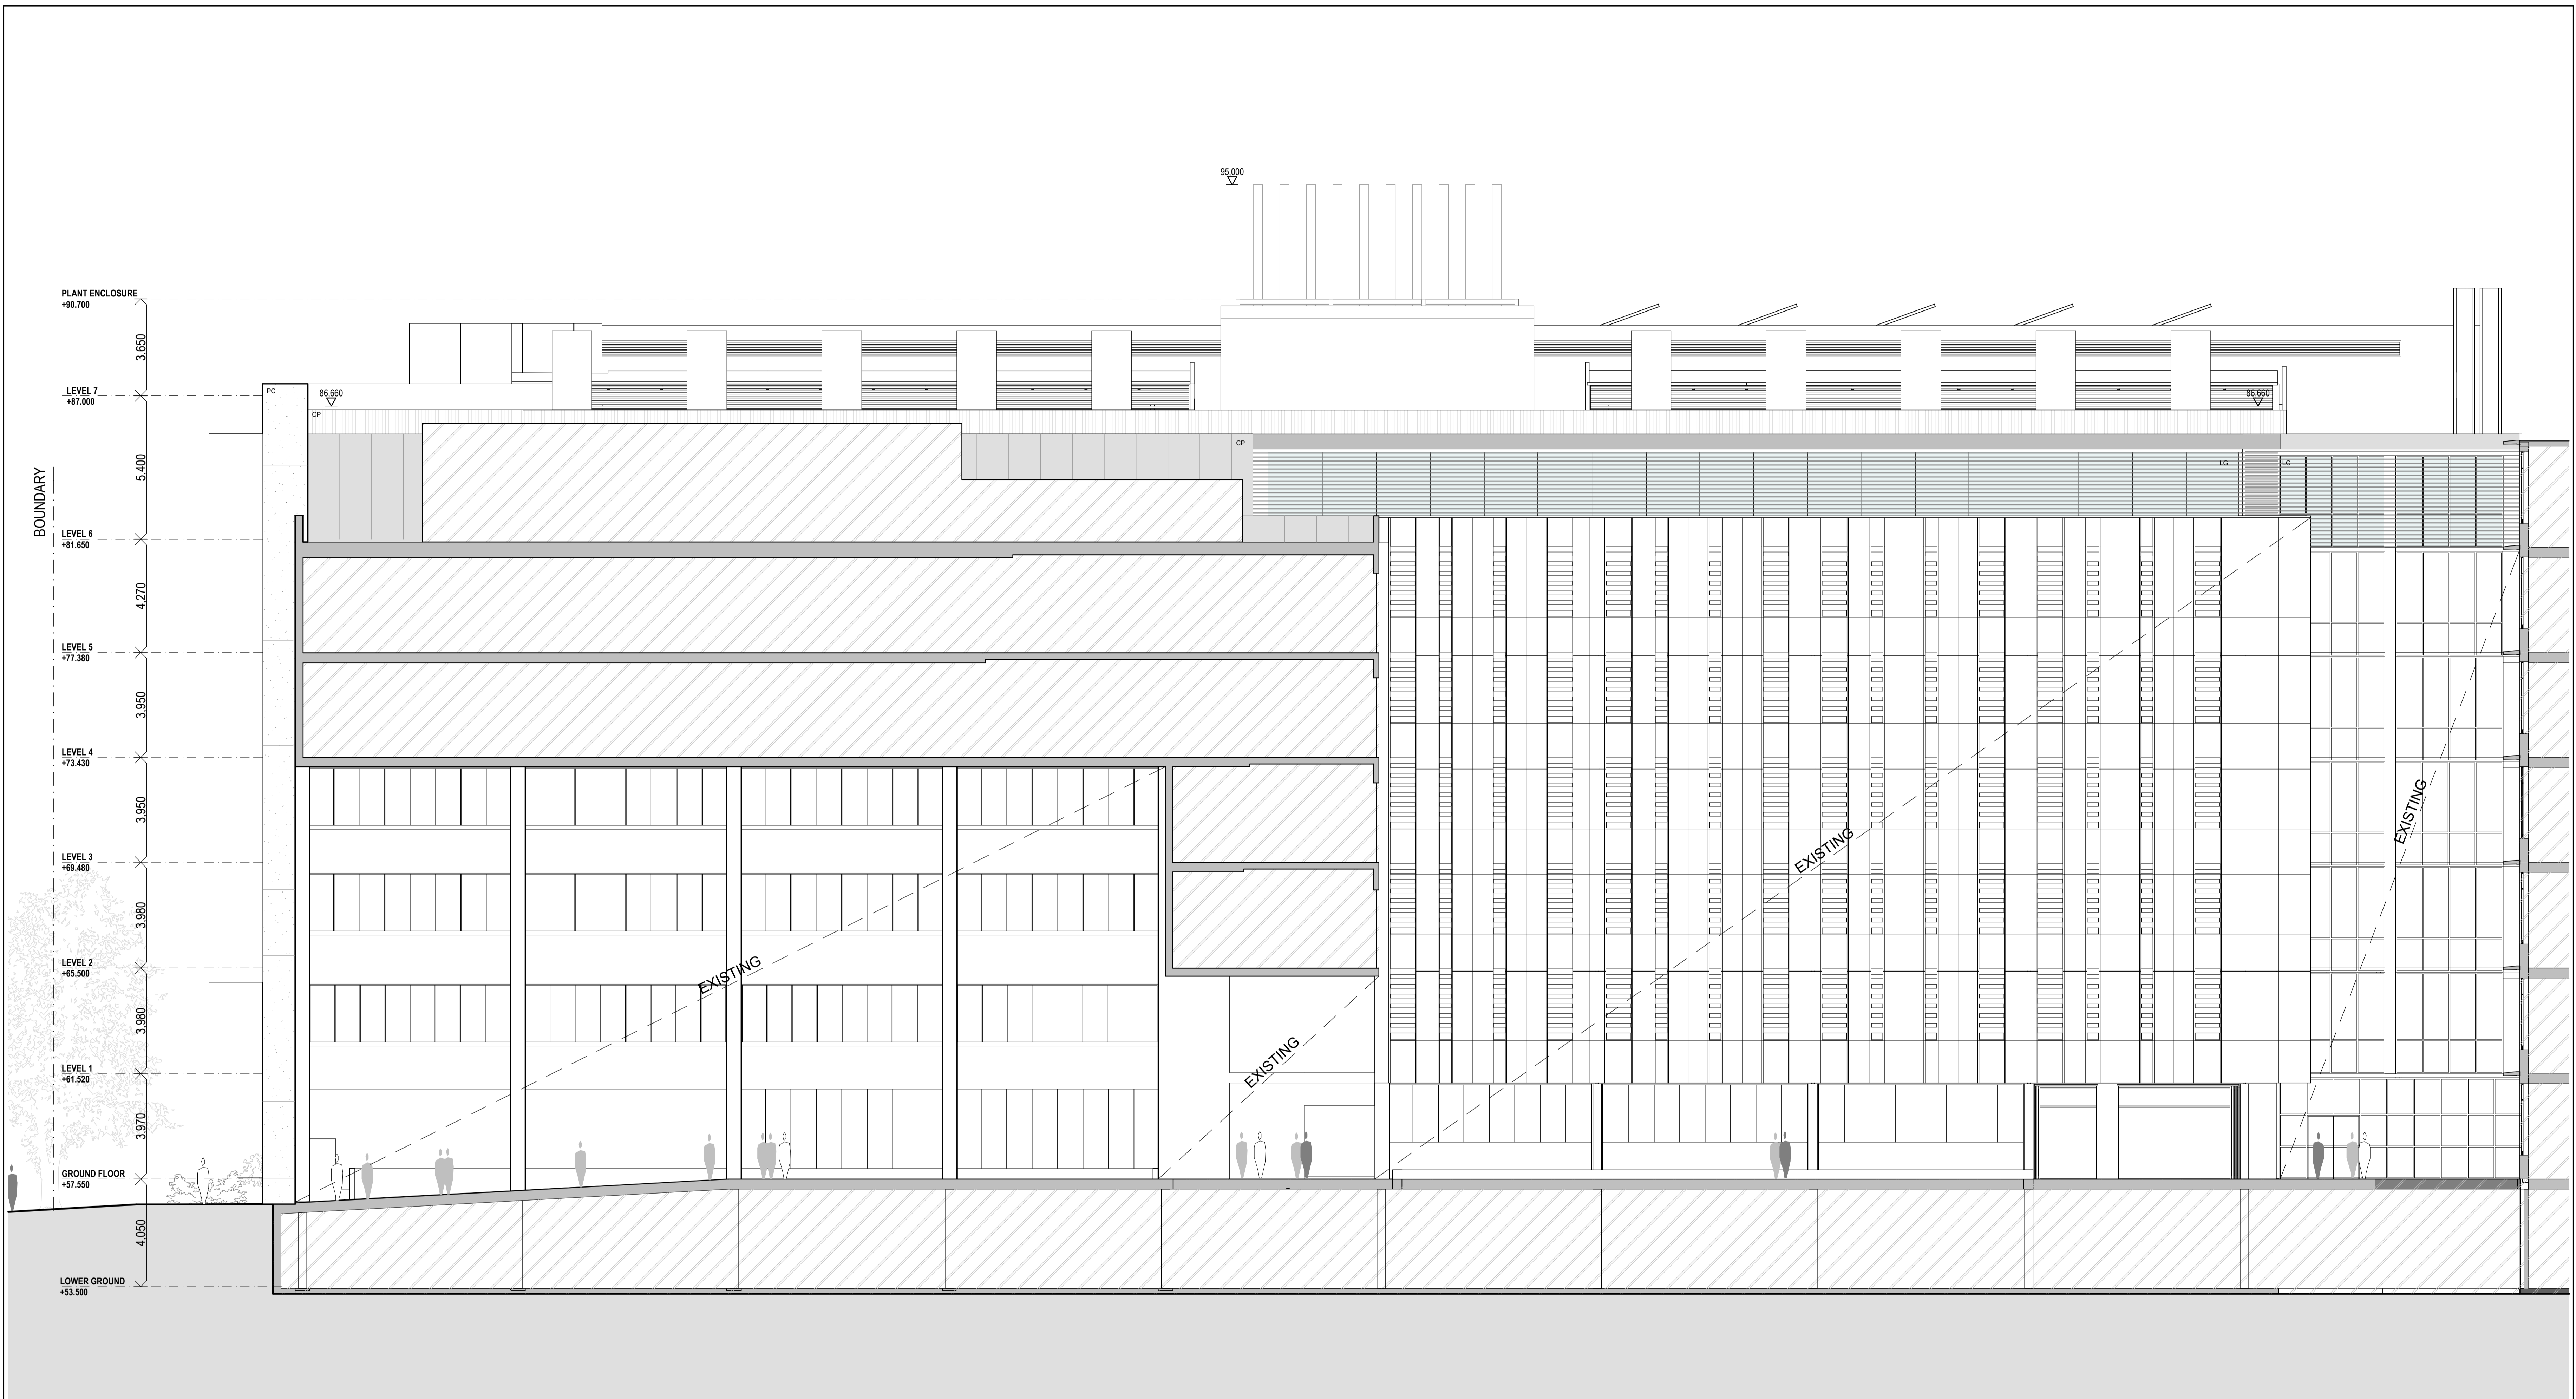 95.000
PLANT ENCLOSURE
+90.700
3.650
LEVEL 7
+87.000
PC
86.660
86.660
CP
CP
LG
LG
5.400
BOUNDARY
LEVEL 6
+81.650
4.270
LEVEL 5
+77.380
3.950
LEVEL 4
+73.430
3.950
EXISTING
EXISTING
LEVEL 3
+69.480
3.980
LEVEL 2
+65.500
EXISTING
3.980
EXISTING
LEVEL 1
+61.520
3.970
GROUND FLOOR
+57.550
4.050
LOWER GROUND
+53.500